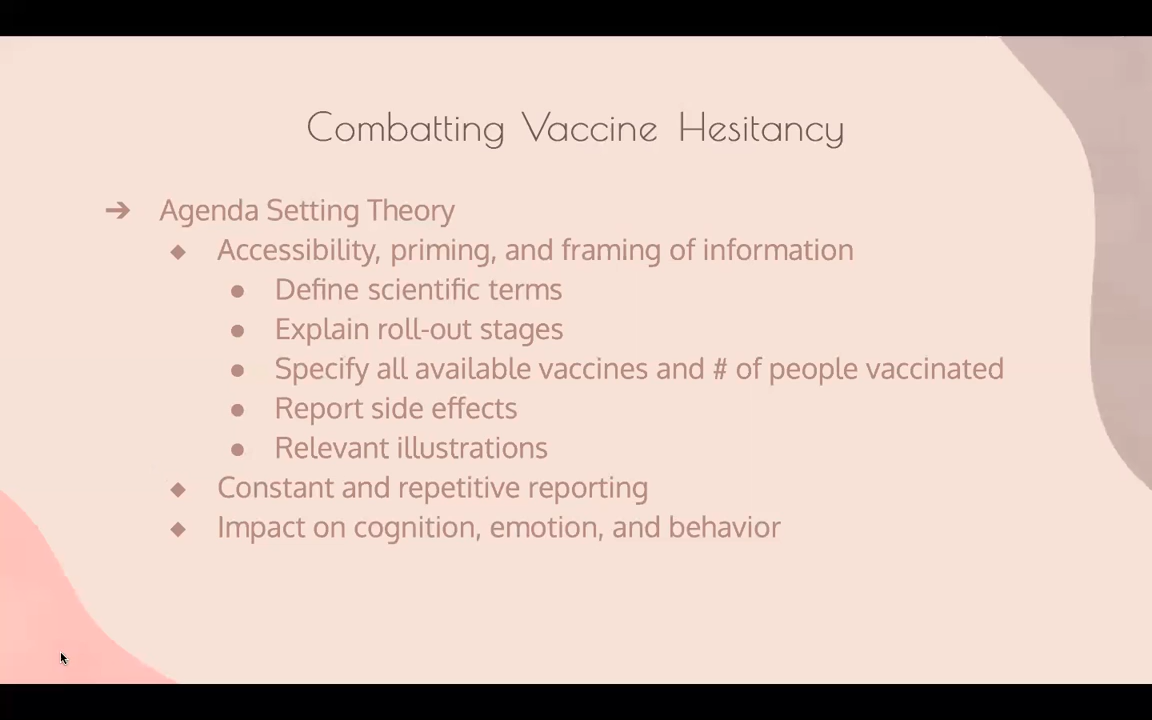 Combatting Vaccine Hesitancy
➔ Agenda Setting Theory
◆ Accessibility, priming, and framing of information
● Define scientific terms
● Explain roll-out stages
● Specify all available vaccines and # of people vaccinated
● Report side effects
● Relevant illustrations
◆ Constant and repetitive reporting
◆ Impact on cognition, emotion, and behavior